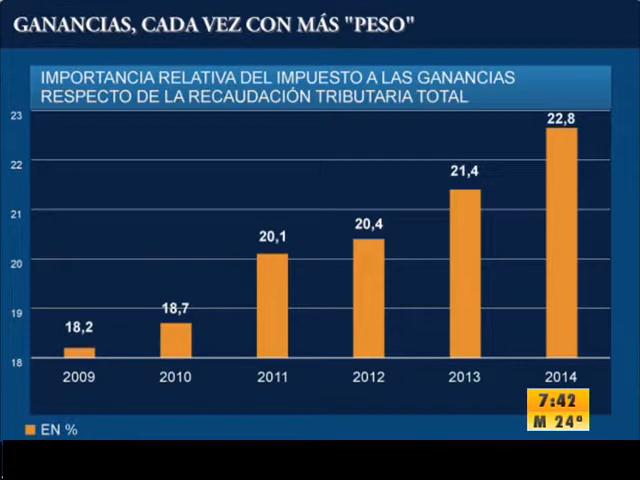 GANANCIAS, CADA VEZ CON MÁS "PESO"
IMPORTANCIA RELATIVA DEL IMPUESTO A LAS GANANCIAS
RESPECTO DE LA RECAUDACIÓN TRIBUTARIA TOTAL
23
22
21
20
19
18
18,2
18,7
20,1
20,4
21,4
22,8
2009 2010 2011 2012 2013 2014
7:42
M 24º
EN %